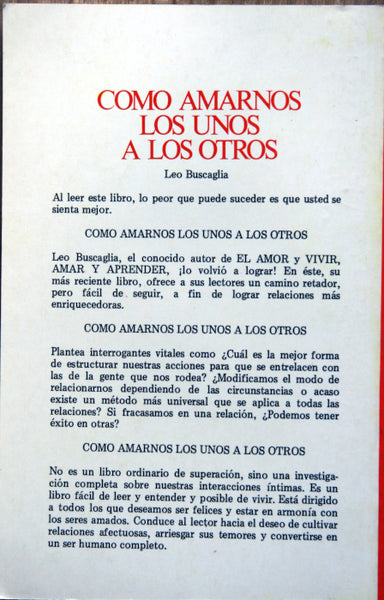 COMO AMARNOS
LOS UNOS
A LOS OTROS
Leo Buscaglia
Al leer este libro, lo peor que puede suceder es que usted se
sienta mejor.
COMO AMARNOS LOS UNOS A LOS OTROS
Leo Buscaglia, el conocido autor de EL AMOR y VIVIR,
AMAR Y APRENDER, ¡lo volvió a lograr! En éste, su
más reciente libro, ofrece a sus lectores un camino retador,
pero fácil de seguir, a fin de lograr relaciones más
enriquecedoras.
COMO AMARNOS LOS UNOS A LOS OTROS
Plantea interrogantes vitales como ¿Cuál es la mejor forma
de estructurar nuestras acciones para que se entrelacen con
las de la gente que nos rodea? ¿Modificamos el modo de
relacionarnos dependiendo de las circunstancias o acaso
existe un método más universal que se aplica a todas las
relaciones? Si fracasamos en una relación, ¿Podemos tener
éxito en otras?
COMO AMARNOS LOS UNOS A LOS OTROS
No es un libro ordinario de superación, sino una investiga-
ción completa sobre nuestras interacciones íntimas. Es un
libro fácil de leer y entender y posible de vivir. Está dirigido
a todos los que deseamos ser felices y estar en armonía con
los seres amados. Conduce al lector hacia el deseo de cultivar
relaciones afectuosas, arriesgar sus temores y convertirse en
un ser humano completo.